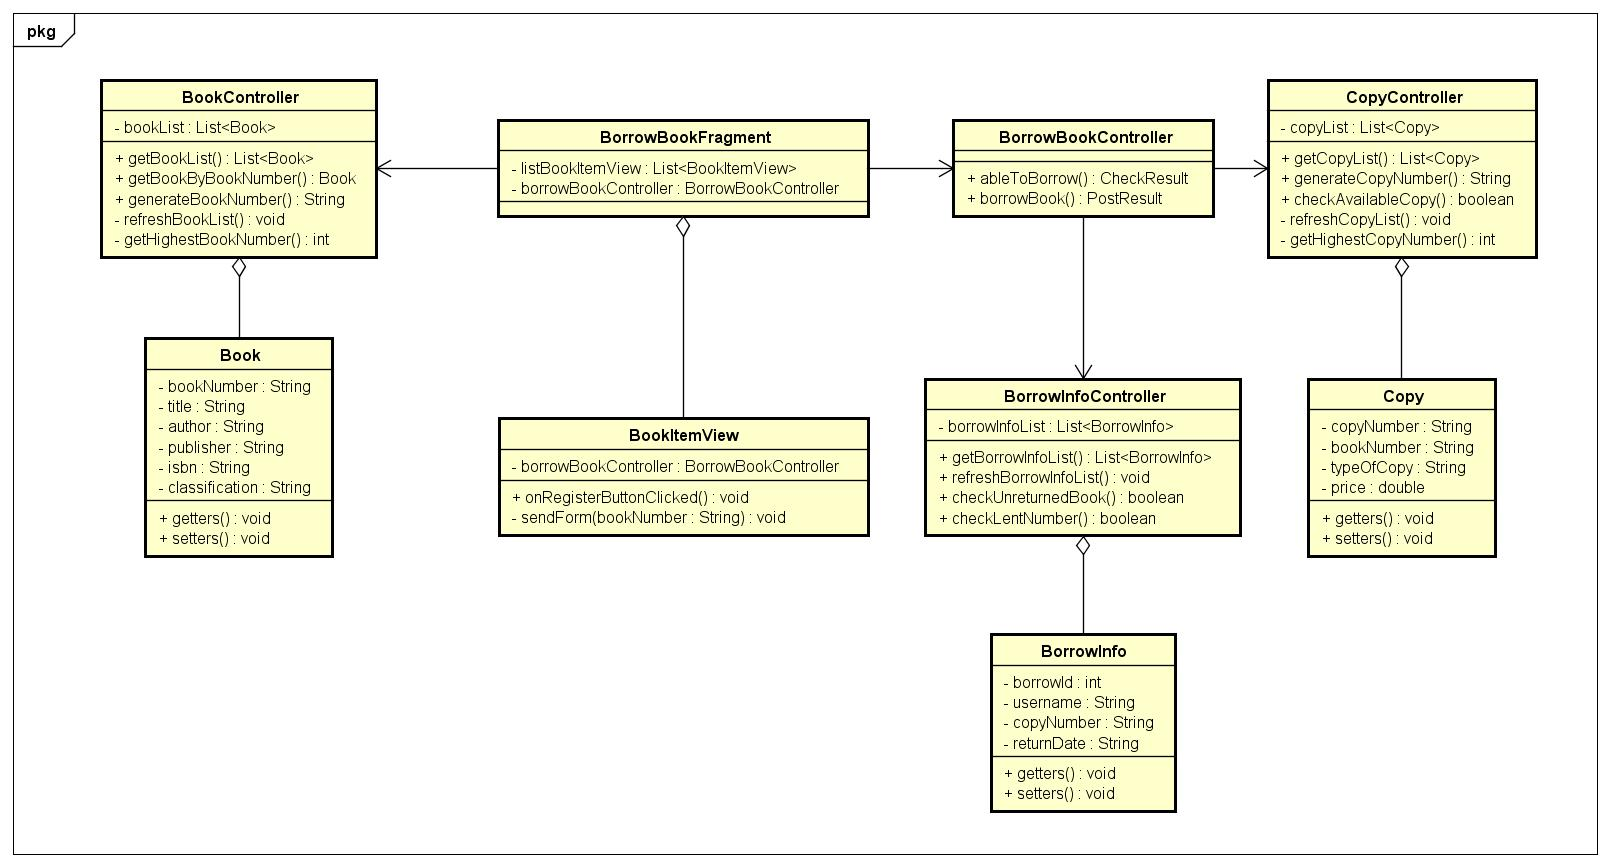 pkg
BookController
- bookList : List<Book>
+ getBookList() : List<Book>
+ getBookByBookNumber() : Book
+ generateBookNumber() : String
- refreshBookList() : void
- getHighestBookNumber() : int
BorrowBookFragment
- listBookItemView : List<BookItemView>
- borrowBookController : BorrowBookController
BorrowBookController
+ ableToBorrow() : CheckResult
+ borrowBook() : PostResult
CopyController
- copyList : List<Copy>
+ getCopyList() : List<Copy>
+ generateCopyNumber() : String
+ checkAvailableCopy() : boolean
- refreshCopyList() : void
- getHighestCopyNumber() : int
Book
- bookNumber : String
- title : String
- author : String
- publisher : String
- isbn : String
- classification : String
+ getters() : void
+ setters() : void
BookItemView
- borrowBookController : BorrowBookController
+ onRegisterButtonClicked() : void
- sendForm(bookNumber : String) : void
BorrowInfoController
- borrowInfoList : List<BorrowInfo>
+ getBorrowInfoList() : List<BorrowInfo>
+ refreshBorrowInfoList() : void
+ checkUnreturnedBook() : boolean
+ checkLentNumber() : boolean
Copy
- copyNumber : String
- bookNumber : String
- typeOfCopy : String
- price : double
+ getters() : void
+ setters() : void
BorrowInfo
- borrowId : int
- username : String
- copyNumber : String
- returnDate : String
+ getters() : void
+ setters() : void